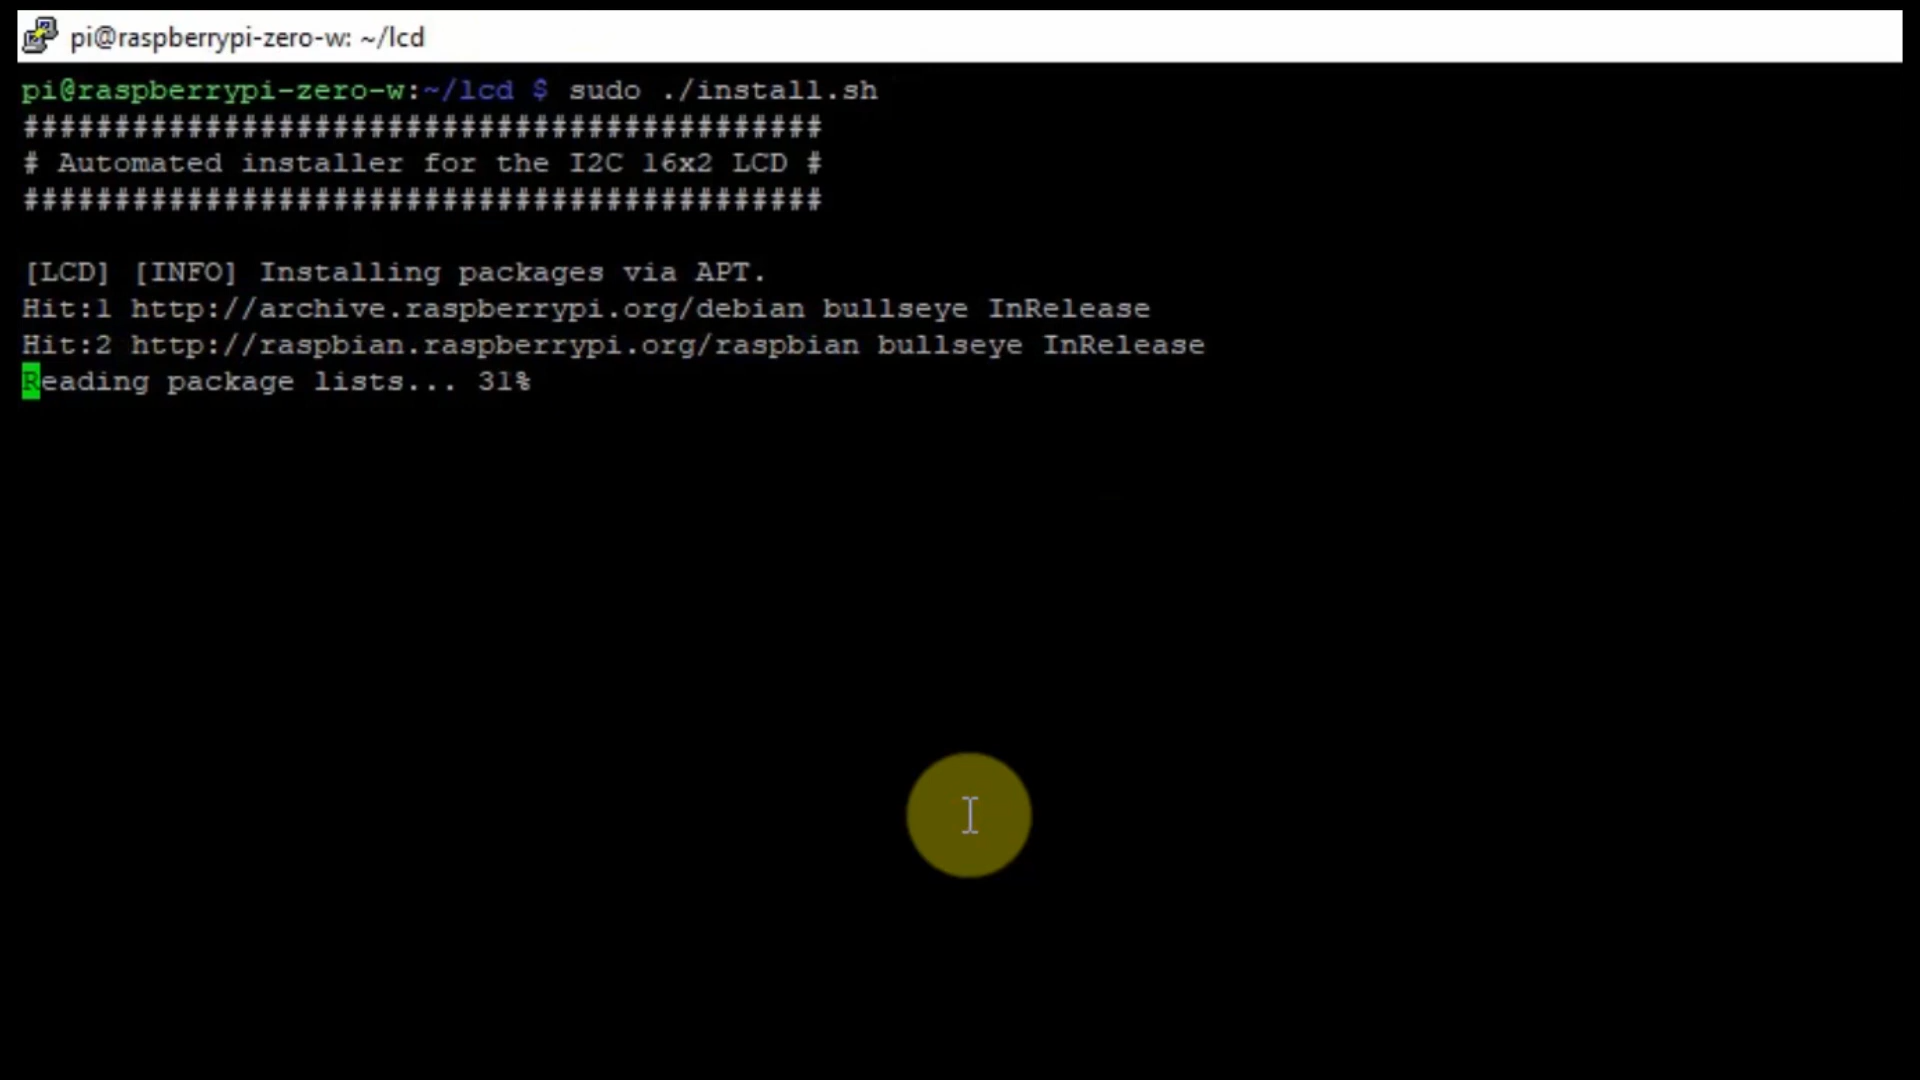 pi@raspberrypi-zero-w: ~/lcd
pi@raspberrypi-zero-w:~/lcd $ sudo ./install.sh
############################################
# Automated installer for the I2C 16x2 LCD #
############################################
[LCD] [INFO] Installing packages via APT.
Hit:1 http://archive.raspberrypi.org/debian bullseye InRelease
Hit:2 http://raspbian.raspberrypi.org/raspbian bullseye InRelease
Reading package lists... 31%